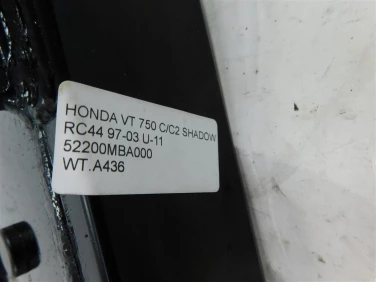 HONDA VT 750 C/C2 SHADOW
RC44 97-03 U-11
52200MBA000
WT.A436